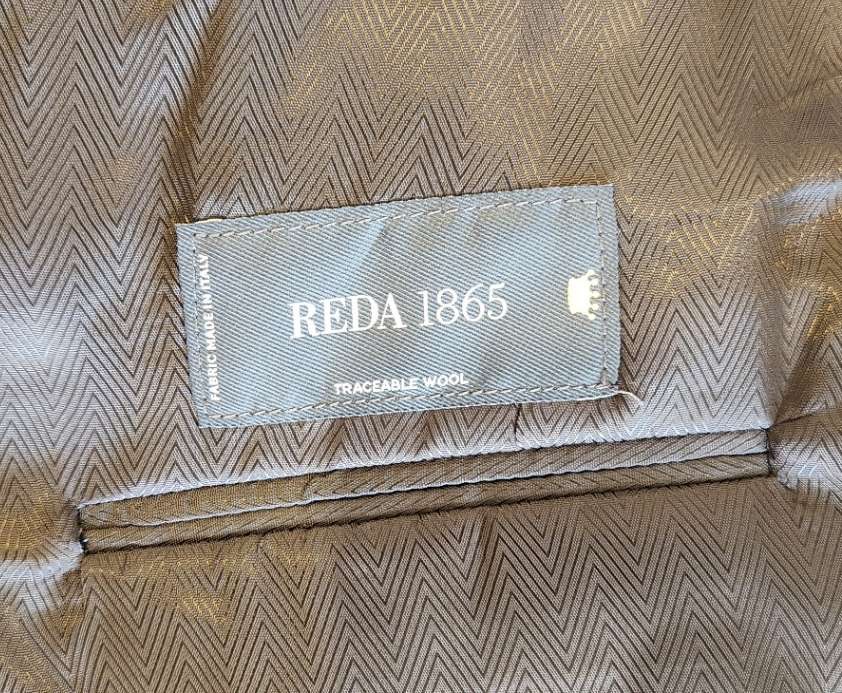 FABRIC MADE IN ITALY
REDA 1865
TRACEABLE WOOL